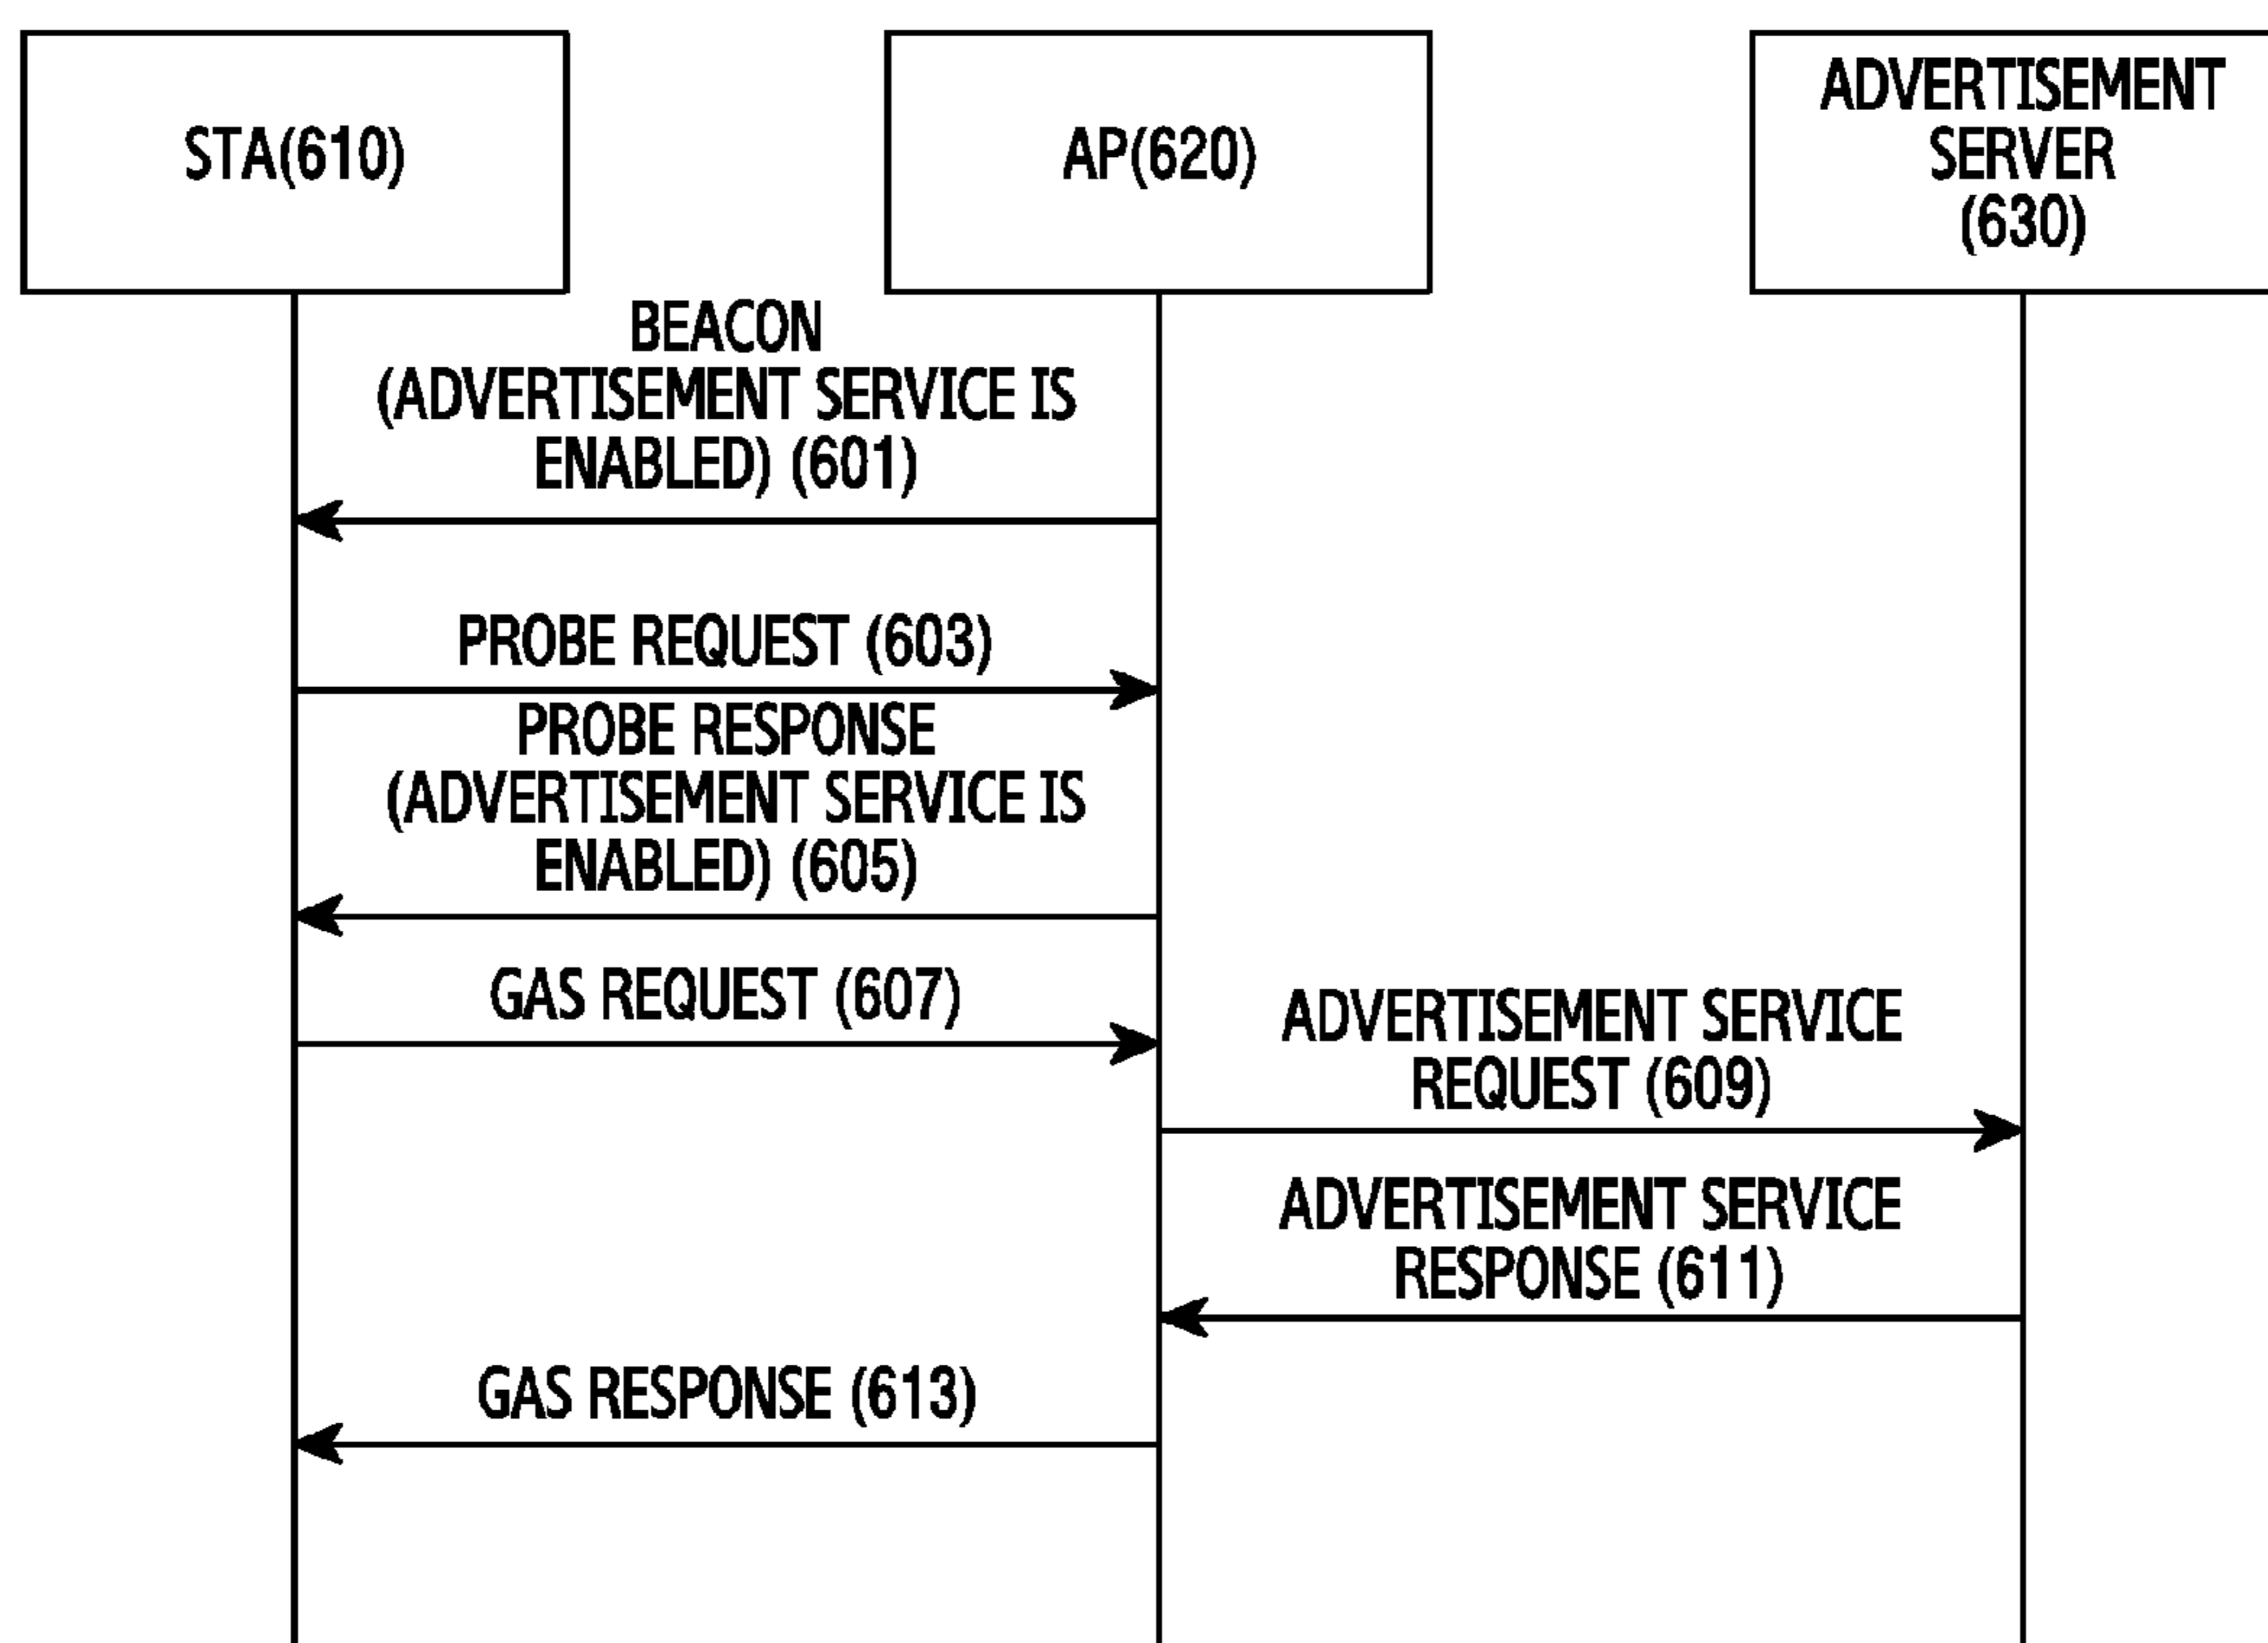 STA(610)
AP(620)
ADVERTISEMENT
SERVER
(630)
BEACON
(ADVERTISEMENT SERVICE IS
ENABLED) (601)
PROBE REQUEST (603)
PROBE RESPONSE
(ADVERTISEMENT SERVICE IS
ENABLED) (605)
GAS REQUEST (607)
ADVERTISEMENT SERVICE
REQUEST (609)
ADVERTISEMENT SERVICE
RESPONSE (611)
GAS RESPONSE (613)